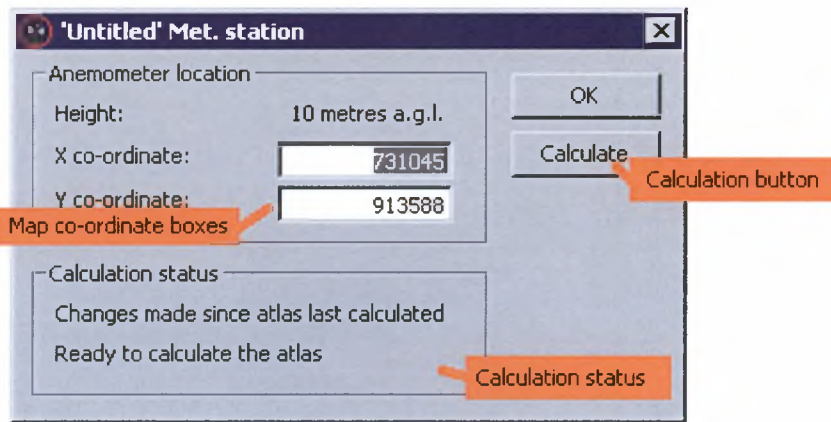 'Untitled' Met. station
Anemometer location
Height: 10 metres a.g.l.
X co-ordinate: 731045
Y co-ordinate: 913588
OK
Calculate
Calculation button
Map co-ordinate boxes
Calculation status
Changes made since atlas last calculated
Ready to calculate the atlas
Calculation status